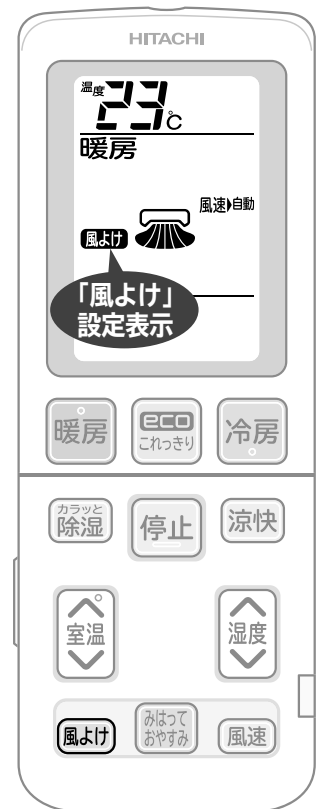 HITACHI
温度23℃
暖房
風速▶自動
風よけ
「風よけ」
設定表示
暖房
eco
これっきり
冷房
カラッと
除湿
停止
涼快
室温
湿度
風よけ
みはって
おやすみ
風速